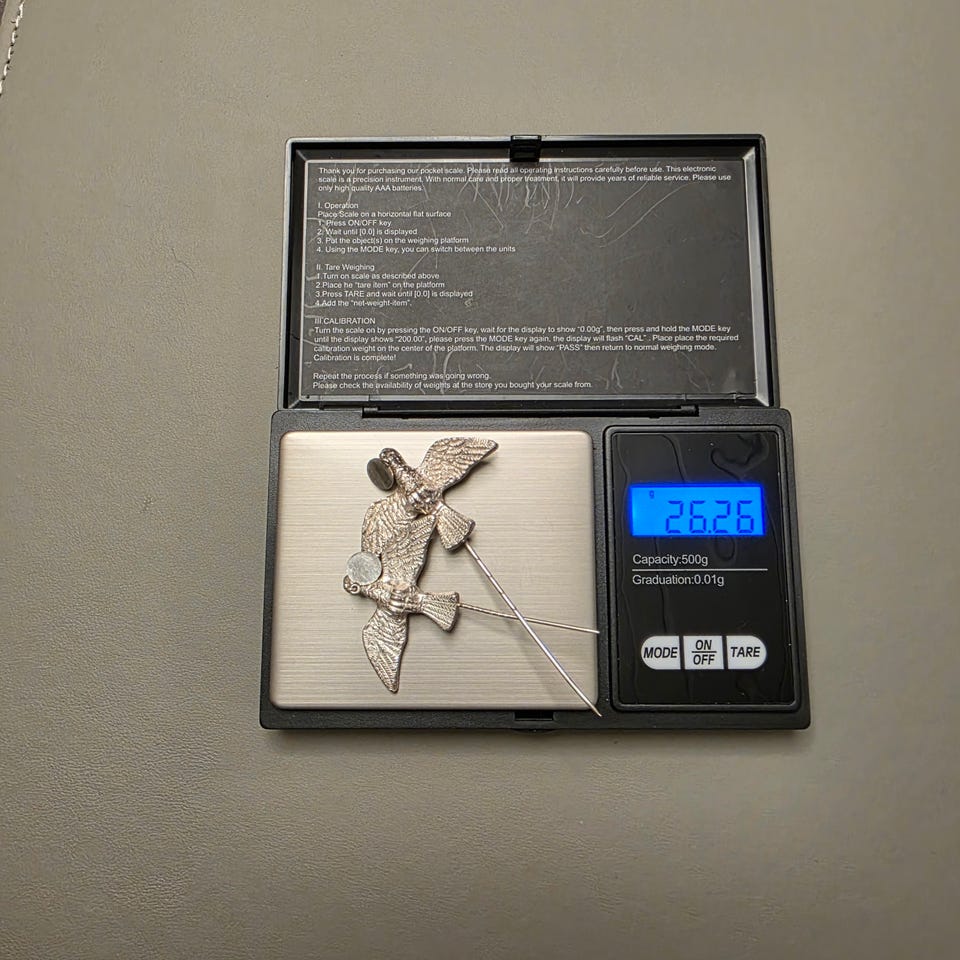 Thank you for purchasing our pocket scale. Please read all operating instructions carefully before use. This electronic
scale is a precision instrument. With normal care and proper treatment, it will provide years of reliable service. Please use
only high quality AAA batteries.
I. Operation
Place Scale on a horizontal flat surface
1. Press ON/OFF key
2. Wait until [0.0] is displayed
3. Put the object(s) on the weighing platform
4. Using the MODE key, you can switch between the units
II. Tare Weighing
1.Turn on scale as described above
2.Place he "tare item" on the platform
3.Press TARE and wait until [0.0] is displayed
4.Add the "net-weight-item".
III CALIBRATION
Turn the scale on by pressing the ON/OFF key, wait for the display to show "0.00g", then press and hold the MODE key
until the display shows "200.00", please press the MODE key again, the display will flash "CAL" . Place place the required
calibration weight on the center of the platform. The display will show "PASS" then return to normal weighing mode.
Calibration is complete!
Repeat the process if something was going wrong.
Please check the availability of weights at the store you bought your scale from.
g
26.26
Capacity:500g
Graduation:0.01g
MODE ON/OFF TARE